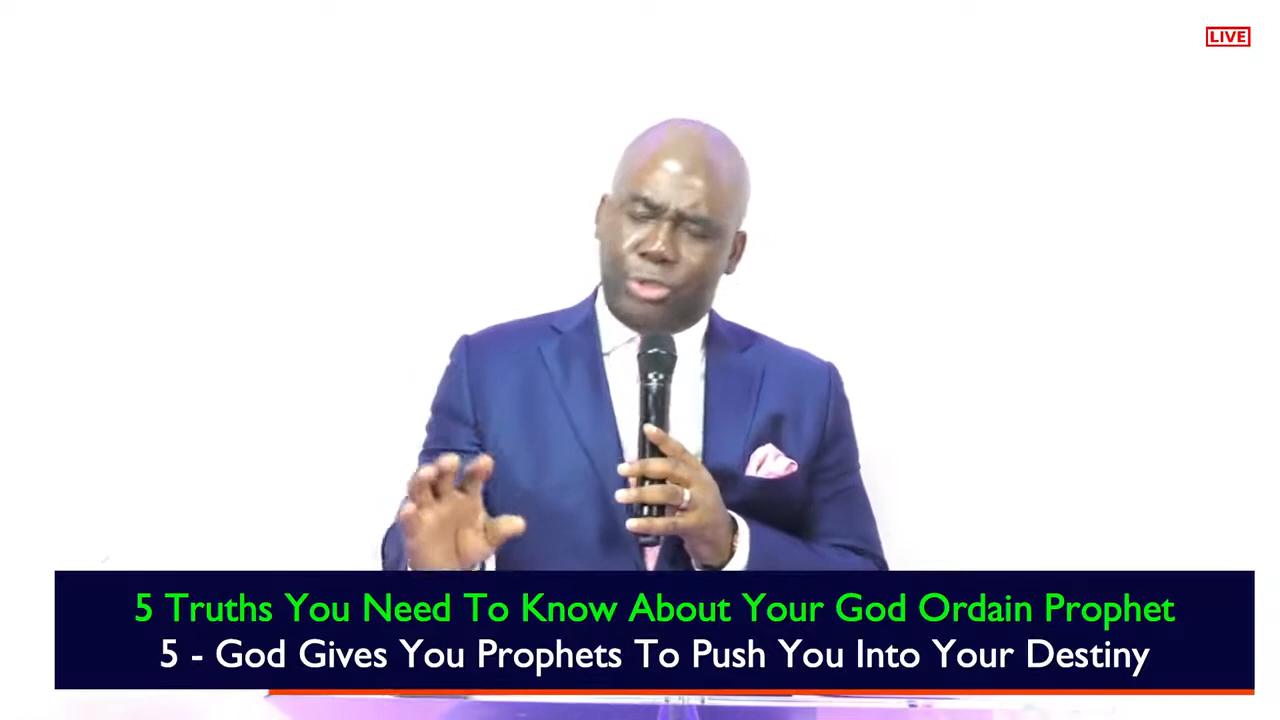 LIVE
5 Truths You Need To Know About Your God Ordain Prophet
5 - God Gives You Prophets To Push You Into Your Destiny